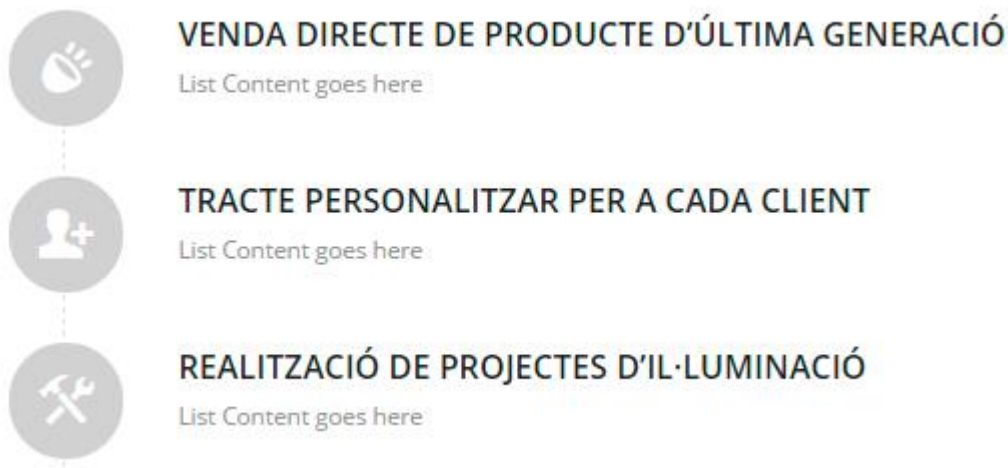 VENDA DIRECTE DE PRODUCTE D’ÚLTIMA GENERACIÓ
List Content goes here
TRACTE PERSONALITZAR PER A CADA CLIENT
List Content goes here
REALITZACIÓ DE PROJECTES D’IL·LUMINACIÓ
List Content goes here